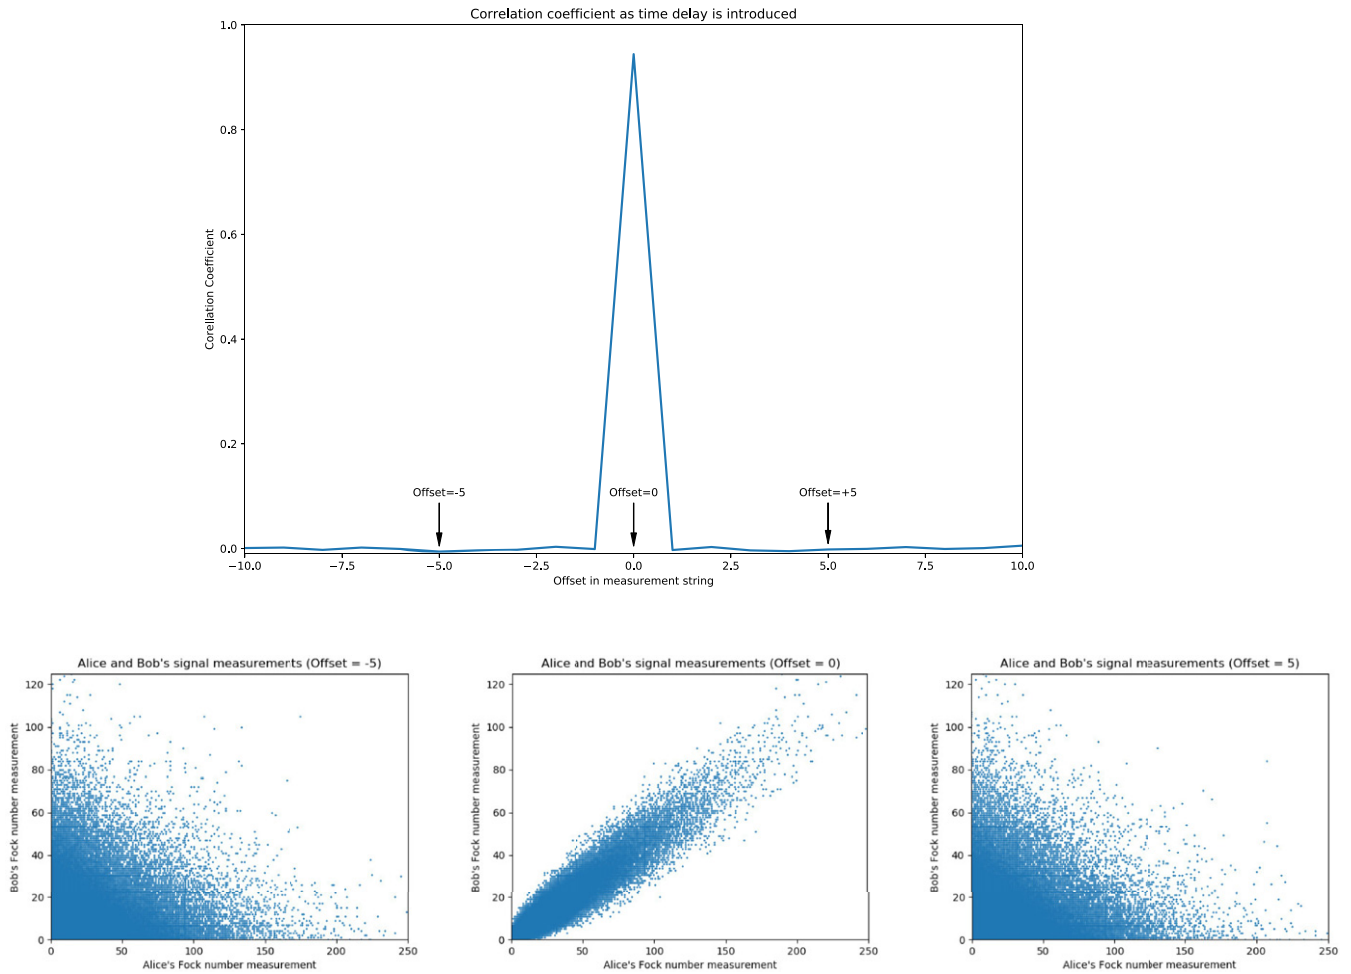 Correlation coefficient as time delay is introduced
1.0
0.8
0.6
0.4
0.2
0.0
Corellation Coefficient
Offset=-5
Offset=0
Offset=+5
−10.0 −7.5 −5.0 −2.5 0.0 2.5 5.0 7.5 10.0
Offset in measurement string
Alice and Bob's signal measurements (Offset = -5)
120
100
80
60
40
20
0
Bob's Fock number measurement
0 50 100 150 200 250
Alice's Fock number measurement
Alice and Bob's signal measurements (Offset = 0)
120
100
80
60
40
20
0
Bob's Fock number measurement
0 50 100 150 200 250
Alice's Fock number measurement
Alice and Bob's signal measurements (Offset = 5)
120
100
80
60
40
20
0
Bob's Fock number measurement
0 50 100 150 200 250
Alice's Fock number measurement